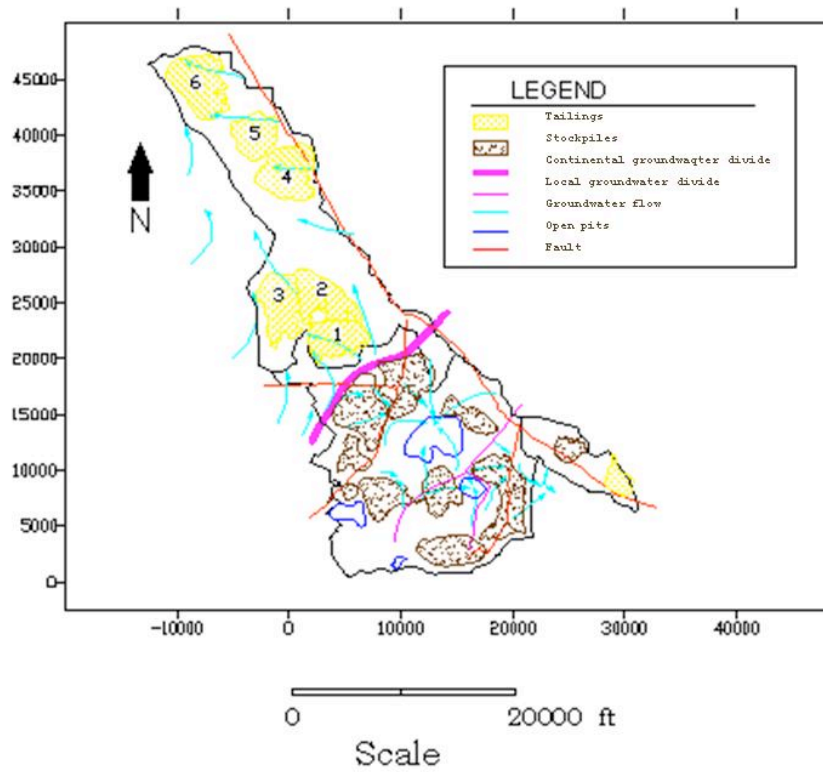 45000
40000
35000
30000
25000
20000
15000
10000
5000
0
-10000 0 10000 20000 30000 40000
6
5
4
3
2
1
N
LEGEND
Tailings
Stockpiles
Continental groundwaqter divide
Local groundwater divide
Groundwater flow
Open pits
Fault
0 20000 ft
Scale